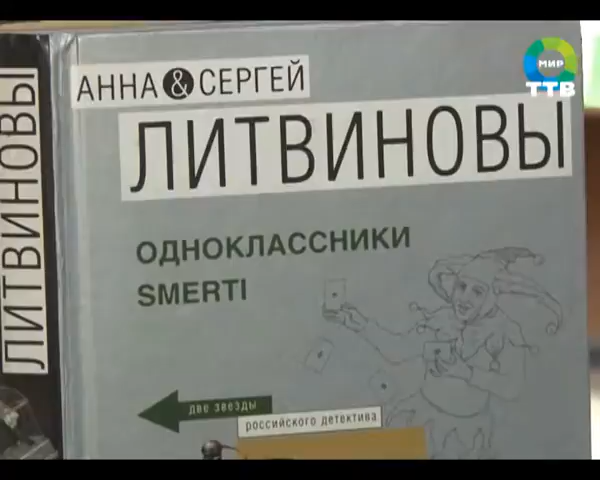 МИР
ТТВ
АННА & СЕРГЕЙ
ЛИТВИНОВЫ
ОДНОКЛАССНИКИ
SMERTI
две звезды
российского детектива
ЛИТВИНОВЫ